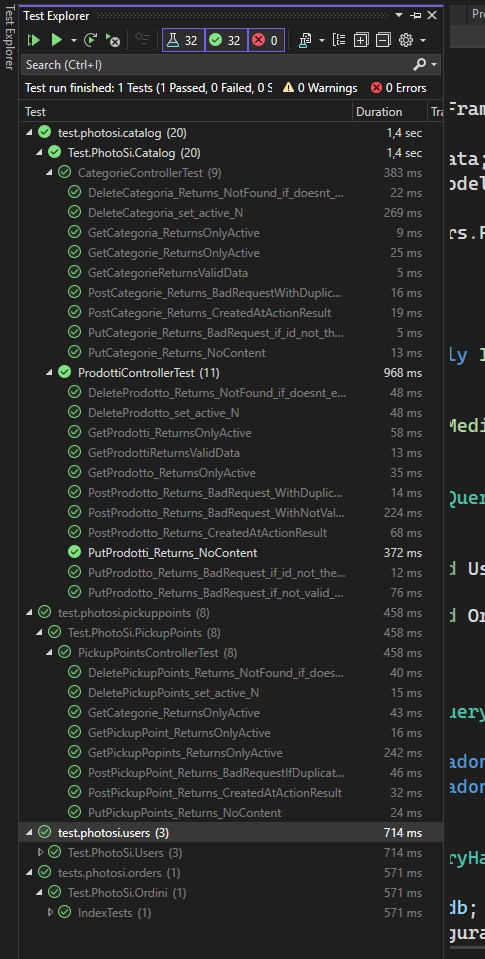 Test Explorer
Test Explorer
Pro
32 32 0
Search (Ctrl+I)
Test run finished: 1 Tests (1 Passed, 0 Failed, 0 S 0 Warnings 0 Errors
Test Duration Tra
test.photosi.catalog (20) 1,4 sec
Test.PhotoSi.Catalog (20) 1,4 sec
CategorieControllerTest (9) 383 ms
DeleteCategoria_Returns_NotFound_if_doesnt_... 22 ms
DeleteCategoria_set_active_N 269 ms
GetCategoria_ReturnsOnlyActive 9 ms
GetCategoria_ReturnsOnlyActive 25 ms
GetCategorieReturnsValidData 5 ms
PostCategorie_Returns_BadRequestWithDuplic... 16 ms
PostCategorie_Returns_CreatedAtActionResult 19 ms
PutCategorie_Returns_BadRequest_if_id_not_th... 5 ms
PutCategorie_Returns_NoContent 13 ms
ProdottiControllerTest (11) 968 ms
DeleteProdotto_Returns_NotFound_if_doesnt_e... 48 ms
DeleteProdotto_set_active_N 48 ms
GetProdotti_ReturnsOnlyActive 58 ms
GetProdottiReturnsValidData 13 ms
GetProdotto_ReturnsOnlyActive 35 ms
PostProdotto_Returns_BadRequest_WithDuplic... 14 ms
PostProdotto_Returns_BadRequest_WithNotVal... 224 ms
PostProdotto_Returns_CreatedAtActionResult 68 ms
PutProdotti_Returns_NoContent 372 ms
PutProdotto_Returns_BadRequest_if_id_not_the... 12 ms
PutProdotto_Returns_BadRequest_if_not_valid_... 76 ms
test.photosi.pickuppoints (8) 458 ms
Test.PhotoSi.PickupPoints (8) 458 ms
PickupPointsControllerTest (8) 458 ms
DeletePickupPoints_Returns_NotFound_if_does... 40 ms
DeletePickupPoints_set_active_N 15 ms
GetCategorie_ReturnsOnlyActive 43 ms
GetPickupPoint_ReturnsOnlyActive 16 ms
GetPickupPopints_ReturnsOnlyActive 242 ms
PostPickupPoint_Returns_BadRequestIfDuplicat... 46 ms
PostPickupPoint_Returns_CreatedAtActionResult 32 ms
PutPickupPoints_Returns_NoContent 24 ms
test.photosi.users (3) 714 ms
Test.PhotoSi.Users (3) 714 ms
tests.photosi.orders (1) 571 ms
Test.PhotoSi.Ordini (1) 571 ms
IndexTests (1) 571 ms
Fram
ata;
odel
rs.F
ly I
Medi
Quer
d Us
d Or
uery
ador
ador
ryHa
db;
gura